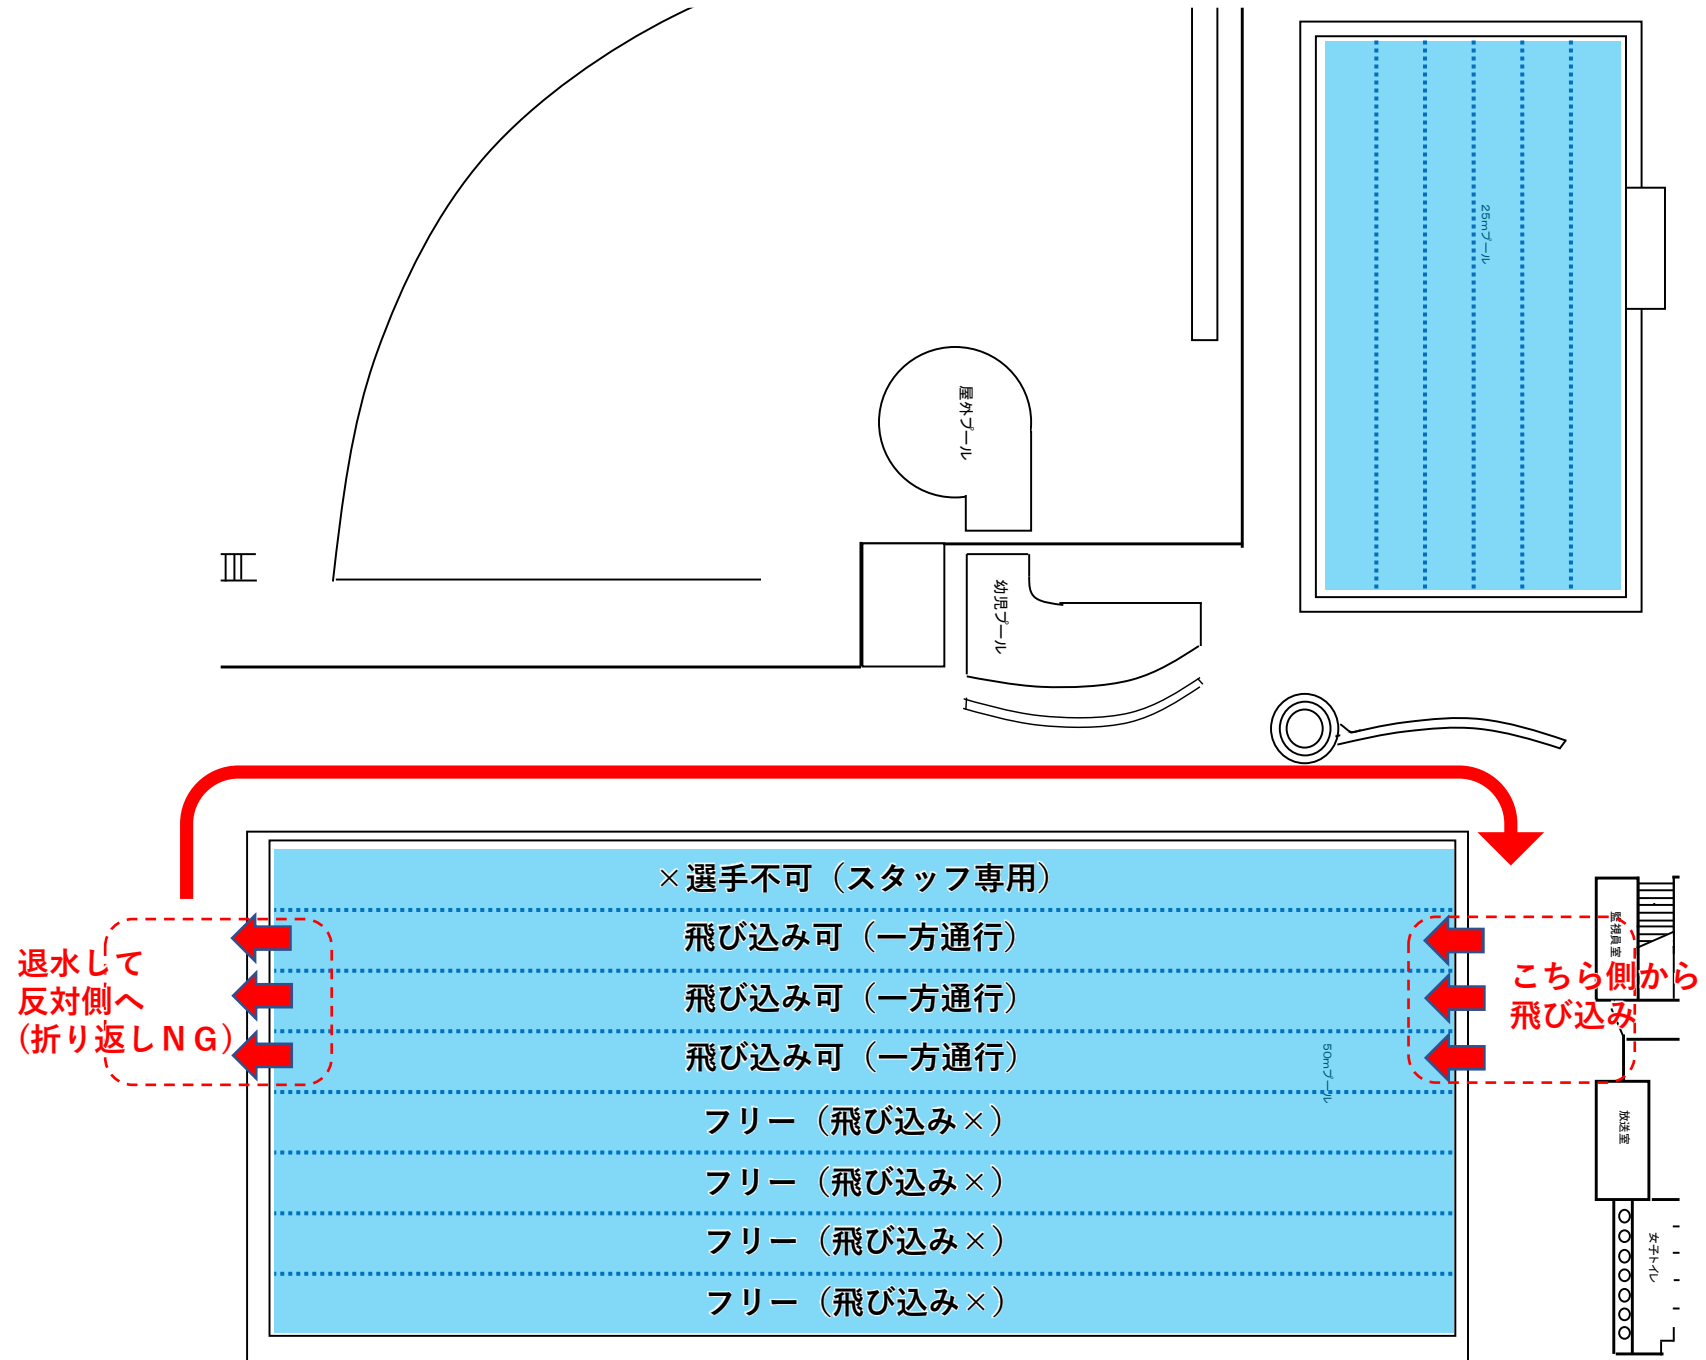 25mプール
屋外プール
幼児プール
×選手不可（スタッフ専用）
飛び込み可（一方通行）
飛び込み可（一方通行）
飛び込み可（一方通行）
フリー（飛び込み×）
フリー（飛び込み×）
フリー（飛び込み×）
フリー（飛び込み×）
50mプール
退水して
反対側へ
（折り返しＮＧ）
監視員室
こちら側から
飛び込み
放送室
女子トイレ